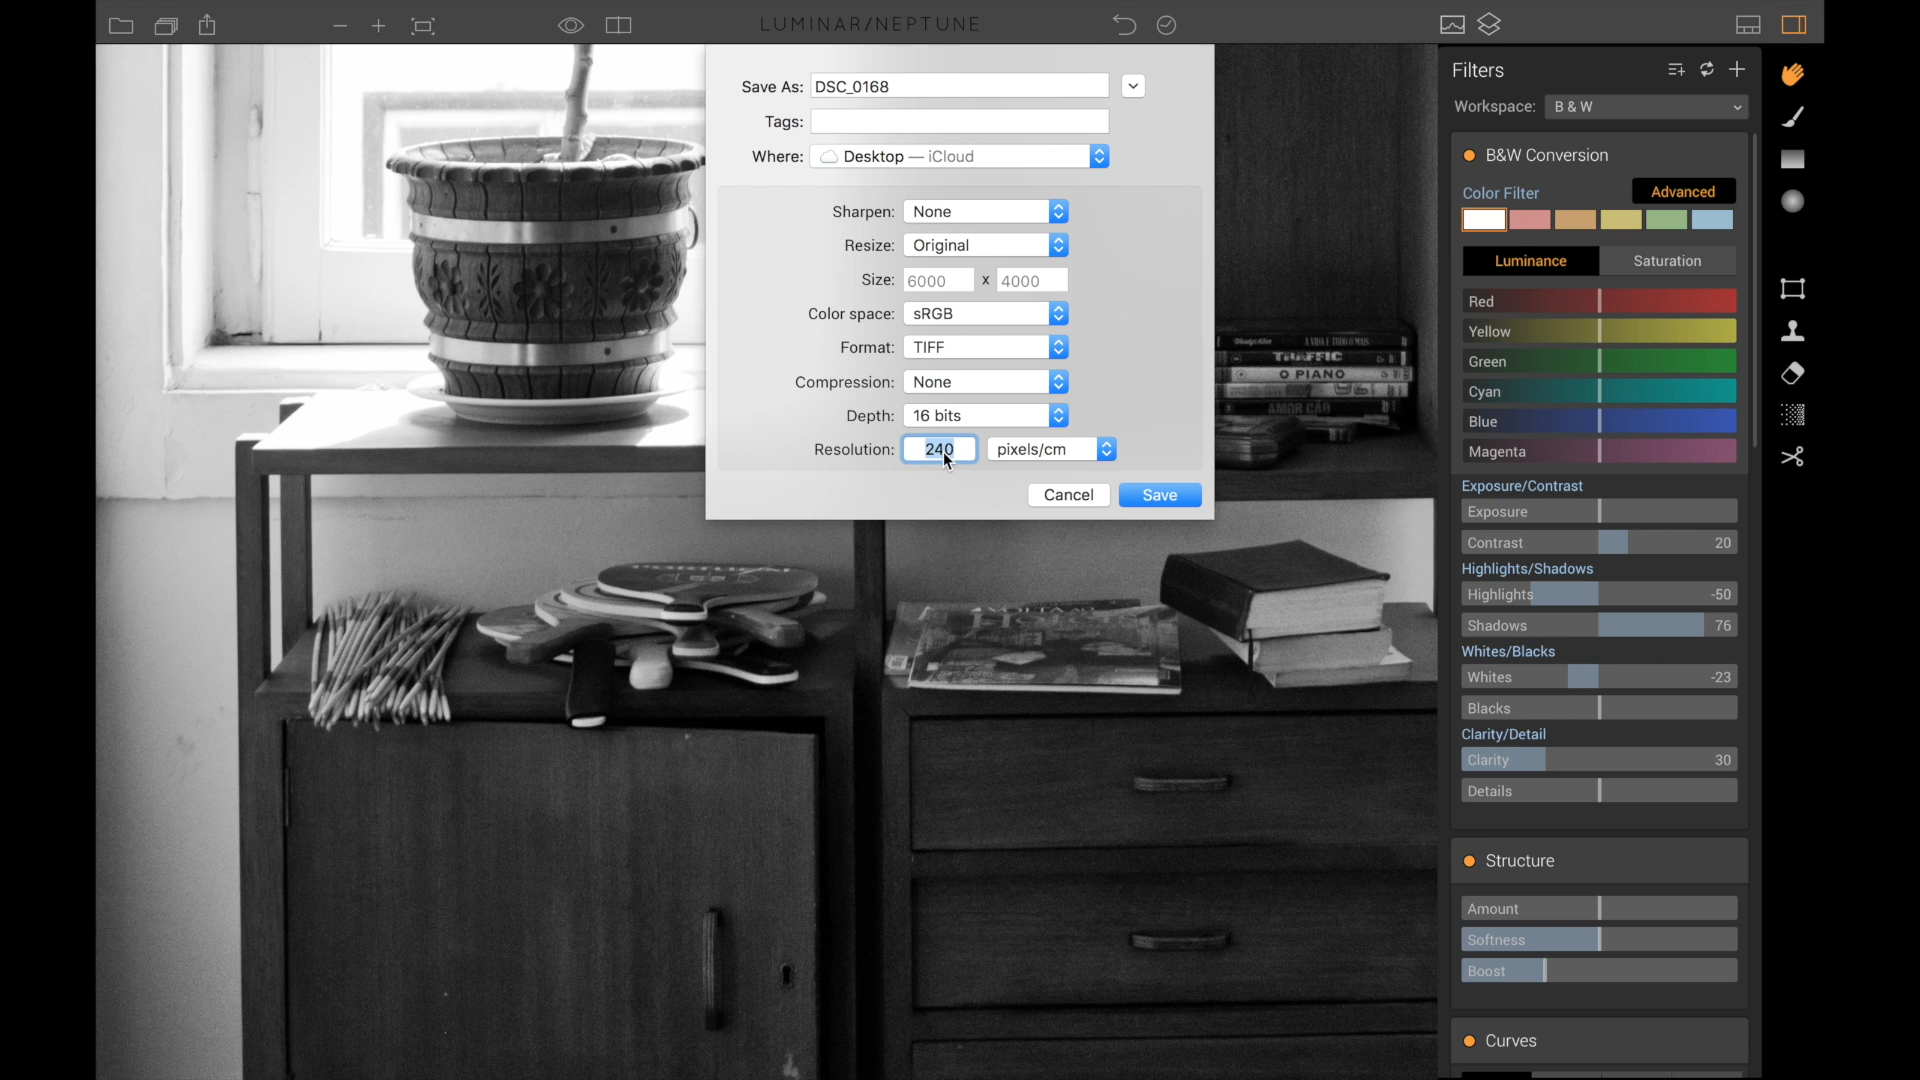 LUMINAR/NEPTUNE
Save As: DSC_0168
Tags:
Where: Desktop — iCloud
Sharpen: None
Resize: Original
Size: 6000 x 4000
Color space: sRGB
Format: TIFF
Compression: None
Depth: 16 bits
Resolution: 240 pixels/cm
Cancel Save
TRAFFIC
O PIANO
AMOR CÃO
Filters
Workspace: B & W
B&W Conversion
Color Filter Advanced
Luminance Saturation
Red
Yellow
Green
Cyan
Blue
Magenta
Exposure/Contrast
Exposure
Contrast 20
Highlights/Shadows
Highlights -50
Shadows 76
Whites/Blacks
Whites -23
Blacks
Clarity/Detail
Clarity 30
Details
Structure
Amount
Softness
Boost
Curves